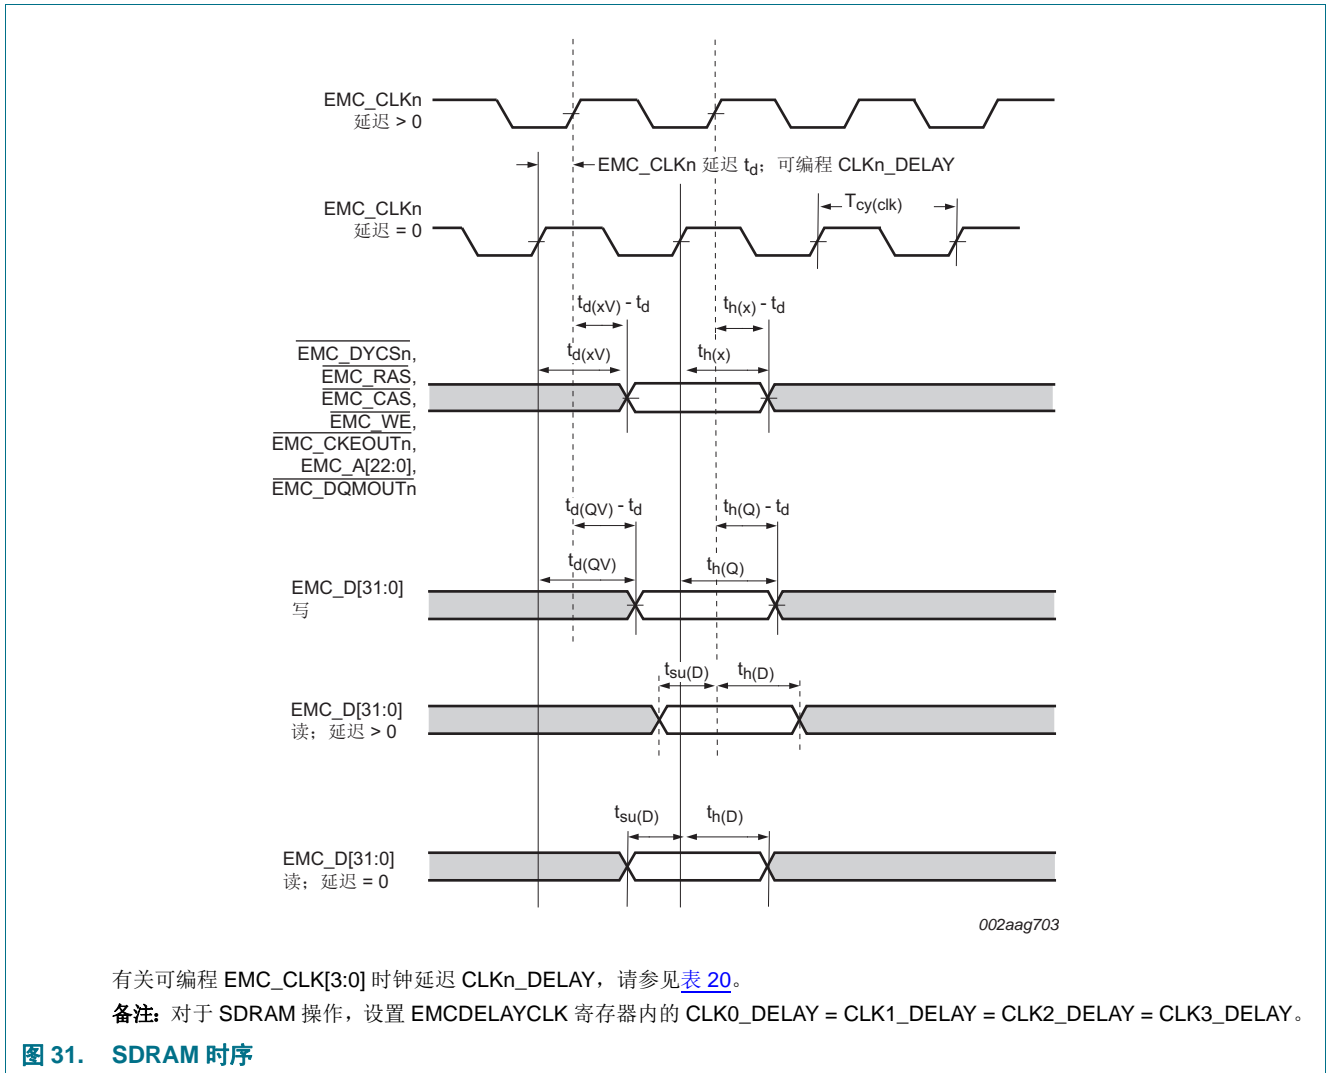 EMC_CLKn
延迟 > 0
EMC_CLKn 延迟 td；可编程 CLKn_DELAY
EMC_CLKn
延迟 = 0
Tcy(clk)
td(xV) - td
th(x) - td
td(xV)
th(x)
EMC_DYCSn,
EMC_RAS,
EMC_CAS,
EMC_WE,
EMC_CKEOUTn,
EMC_A[22:0],
EMC_DQMOUTn
td(QV) - td
th(Q) - td
td(QV)
th(Q)
EMC_D[31:0]
写
tsu(D)
th(D)
EMC_D[31:0]
读；延迟 > 0
tsu(D)
th(D)
EMC_D[31:0]
读；延迟 = 0
002aag703
有关可编程 EMC_CLK[3:0] 时钟延迟 CLKn_DELAY，请参见表 20。
备注: 对于 SDRAM 操作，设置 EMCDELAYCLK 寄存器内的 CLK0_DELAY = CLK1_DELAY = CLK2_DELAY = CLK3_DELAY。
图 31. SDRAM 时序